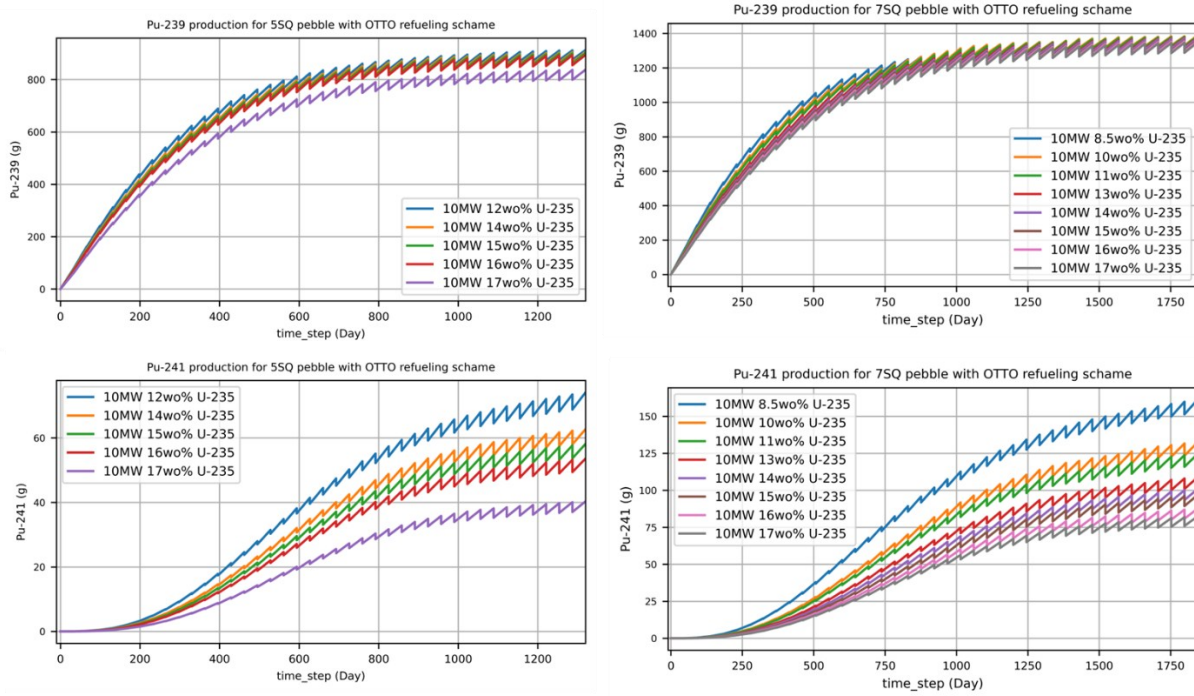 Pu-239 production for 5SQ pebble with OTTO refueling schame
Pu-239 (g)
800
600
400
200
0
10MW 12wo% U-235
10MW 14wo% U-235
10MW 15wo% U-235
10MW 16wo% U-235
10MW 17wo% U-235
0 200 400 600 800 1000 1200
time_step (Day)
Pu-239 production for 7SQ pebble with OTTO refueling schame
Pu-239 (g)
1400
1200
1000
800
600
400
200
0
10MW 8.5wo% U-235
10MW 10wo% U-235
10MW 11wo% U-235
10MW 13wo% U-235
10MW 14wo% U-235
10MW 15wo% U-235
10MW 16wo% U-235
10MW 17wo% U-235
0 250 500 750 1000 1250 1500 1750
time_step (Day)
Pu-241 production for 5SQ pebble with OTTO refueling schame
Pu-241 (g)
60
40
20
0
10MW 12wo% U-235
10MW 14wo% U-235
10MW 15wo% U-235
10MW 16wo% U-235
10MW 17wo% U-235
0 200 400 600 800 1000 1200
time_step (Day)
Pu-241 production for 7SQ pebble with OTTO refueling schame
Pu-241 (g)
150
125
100
75
50
25
0
10MW 8.5wo% U-235
10MW 10wo% U-235
10MW 11wo% U-235
10MW 13wo% U-235
10MW 14wo% U-235
10MW 15wo% U-235
10MW 16wo% U-235
10MW 17wo% U-235
0 250 500 750 1000 1250 1500 1750
time_step (Day)